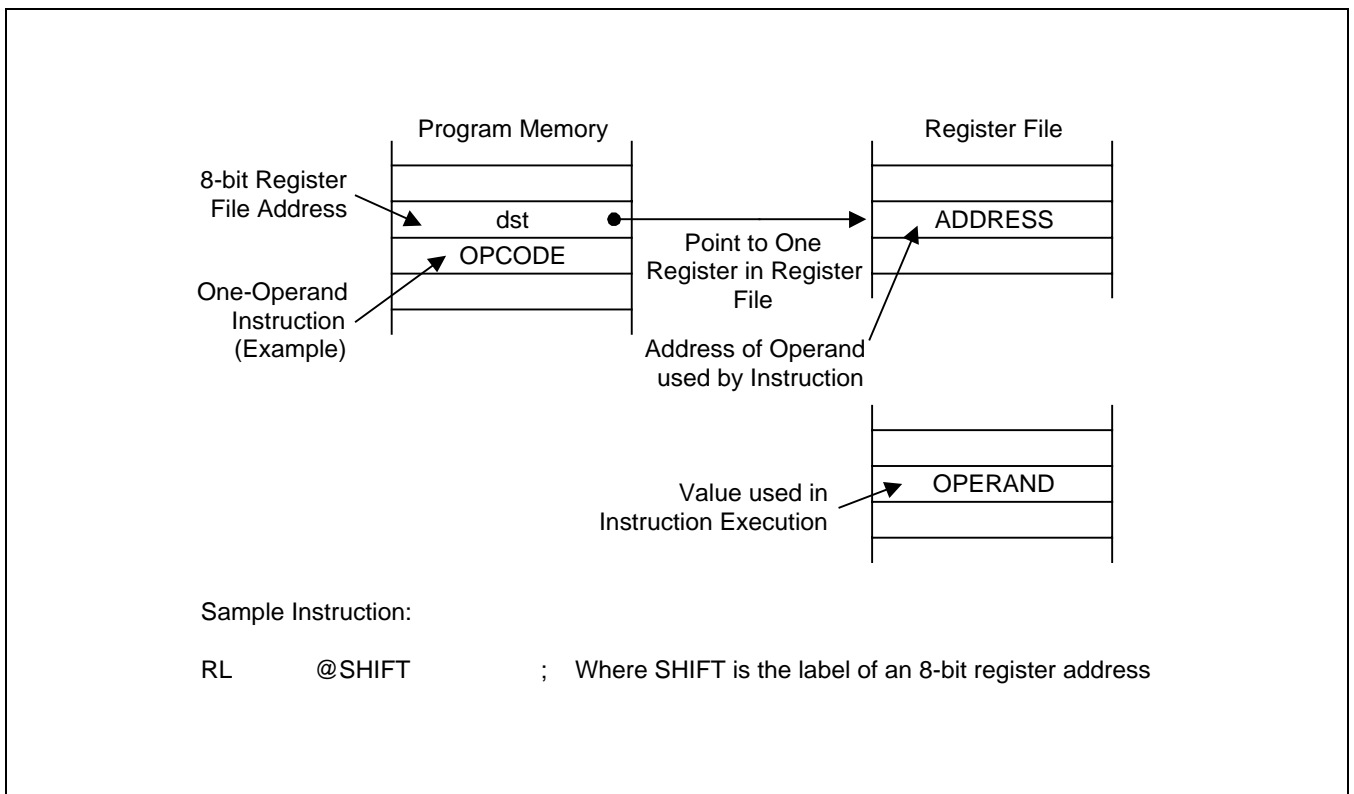 Program Memory
Register File
8-bit Register
File Address
dst
ADDRESS
OPCODE
Point to One
Register in Register
File
One-Operand
Instruction
(Example)
Address of Operand
used by Instruction
OPERAND
Value used in
Instruction Execution
Sample Instruction:
RL @SHIFT ; Where SHIFT is the label of an 8-bit register address